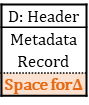 D: Header
Metadata
Record
Space for Δ